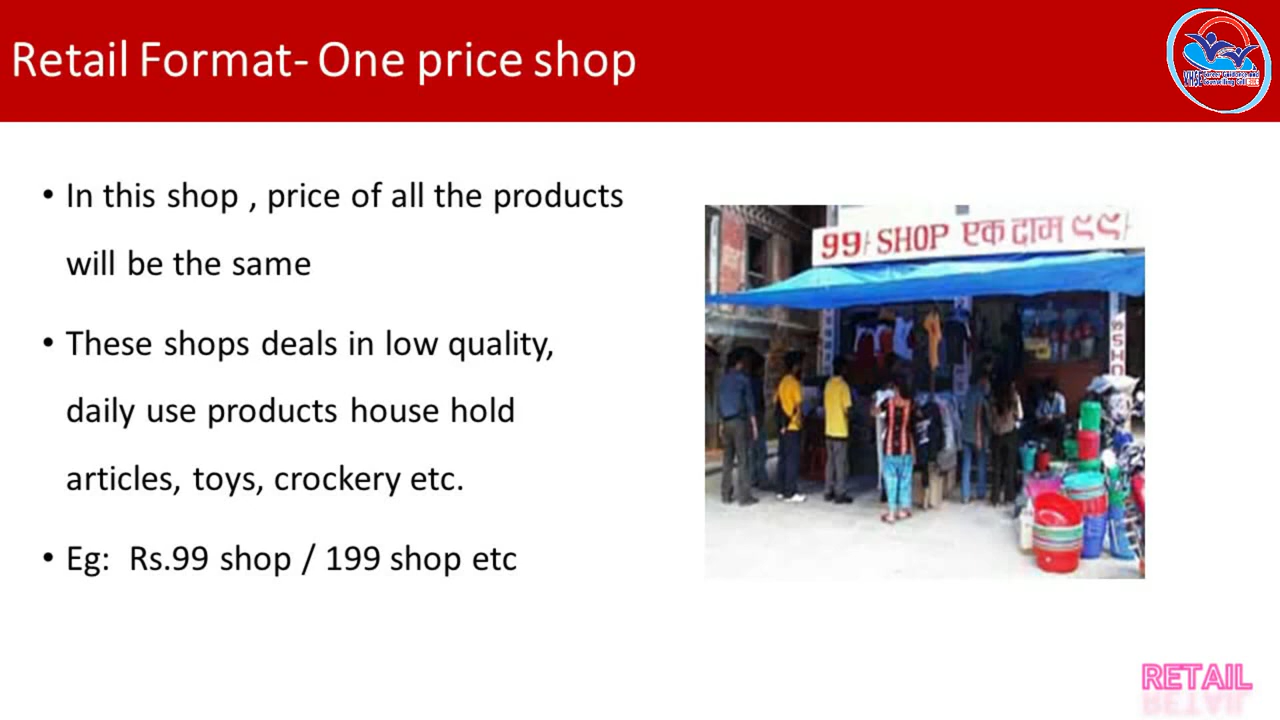 Retail Format- One price shop
• In this shop , price of all the products
will be the same
• These shops deals in low quality,
daily use products house hold
articles, toys, crockery etc.
• Eg: Rs.99 shop / 199 shop etc
99/- SHOP एक दाम ९९/-
RETAIL